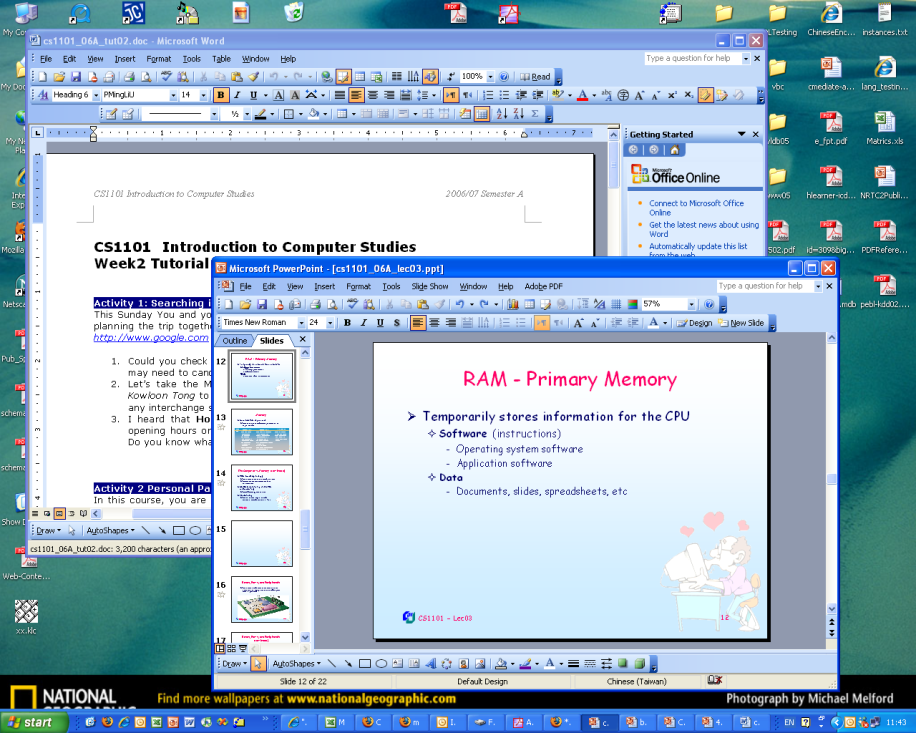 cs1101_06A_tut02.doc - Microsoft Word
File Edit View Insert Format Tools Table Window Help
Type a question for help
100%
Read
Heading 6 PMingLiU 14 B I U A A
½
Getting Started
Microsoft
Office Online
Connect to Microsoft Office
Online
Get the latest news about using
Word
Automatically update this list
from the web
CS1101 Introduction to Computer Studies 2006/07 Semester A
CS1101 Introduction to Computer Studies
Week2 Tutorial
Activity 1: Searching i
This Sunday You and yo
planning the trip togeth
http://www.google.com
1. Could you check
may need to canc
2. Let's take the M
Kowloon Tong to
any interchange s
3. I heard that Ho
opening hours or
Do you know wha
Activity 2 Personal Pa
In this course, you are
Draw AutoShapes
cs1101_06A_tut02.doc: 3,200 characters (an appro
Microsoft PowerPoint - [cs1101_06A_lec03.ppt]
File Edit View Insert Format Tools Slide Show Window Help Adobe PDF
Type a question for help
57%
Times New Roman 24 B I U S
Design New Slide
Outline Slides
12
13
14
15
16
17
RAM - Primary Memory
Temporarily stores information for the CPU
Software (instructions)
- Operating system software
- Application software
Data
- Documents, slides, spreadsheets, etc
CS1101 - Lec03
12
Draw AutoShapes
Slide 12 of 22 Default Design Chinese (Taiwan)
My Co
My Doc
My N
Pla
Inte
Exp
Mozilla
Netsc
Pub_Sp
schema
schema
Show D
Web-Conte...
xx.klc
LTesting
ChineseEnc...
instances.txt
vbc
cmediate-a...
lang_testin...
/db05
e_fpt.pdf
Matrics.xls
www05
hlearner-icd...
NRTC2Publi...
502.pdf
id=3098big...
PDFRefere...
.mdb
pebl-kdd02...
NATIONAL
GEOGRAPHIC
Find more wallpapers at www.nationalgeographic.com
Photograph by Michael Melford
start
EN
11:43